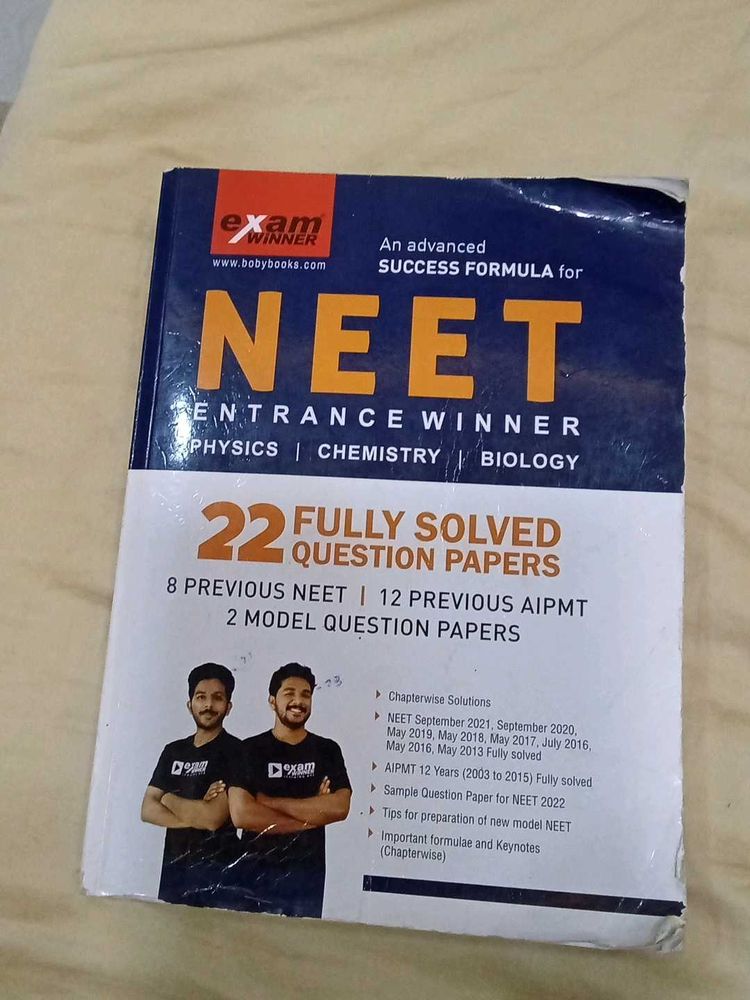 exam
WINNER
www.bobybooks.com
An advanced
SUCCESS FORMULA for
NEET
ENTRANCE WINNER
PHYSICS | CHEMISTRY | BIOLOGY
22 FULLY SOLVED
QUESTION PAPERS
8 PREVIOUS NEET | 12 PREVIOUS AIPMT
2 MODEL QUESTION PAPERS
Chapterwise Solutions
NEET September 2021, September 2020,
May 2019, May 2018, May 2017, July 2016,
May 2016, May 2013 Fully solved
AIPMT 12 Years (2003 to 2015) Fully solved
Sample Question Paper for NEET 2022
Tips for preparation of new model NEET
Important formulae and Keynotes
(Chapterwise)
exam
WINNER
exam
WINNER